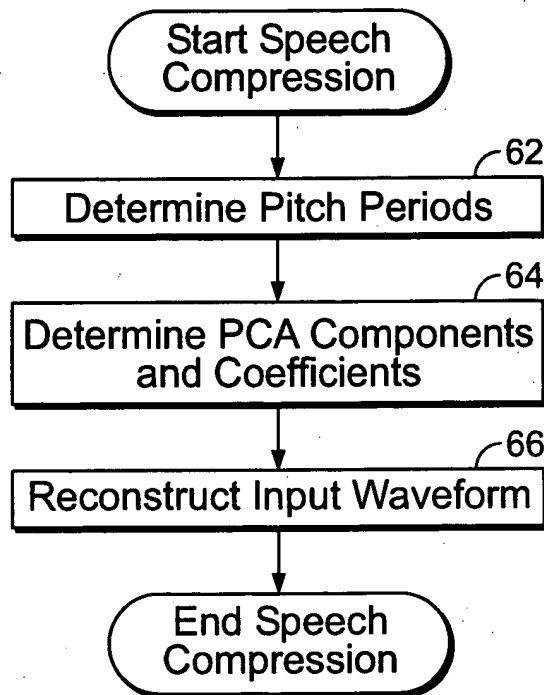 Start Speech
Compression
62
Determine Pitch Periods
64
Determine PCA Components
and Coefficients
66
Reconstruct Input Waveform
End Speech
Compression